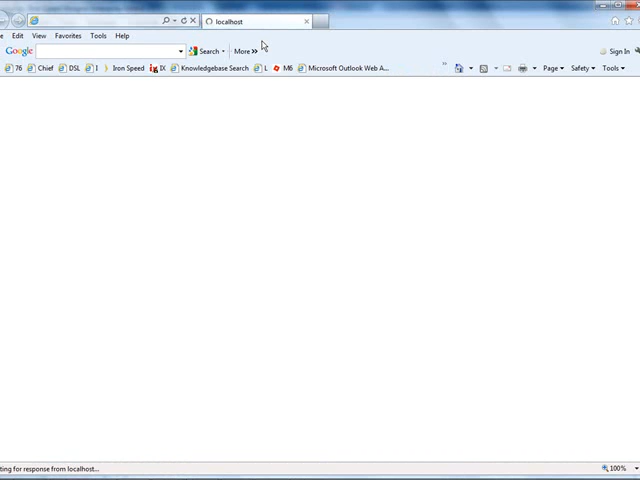 localhost
Edit View Favorites Tools Help
Google Search More »
Sign In
76 Chief DSL I Iron Speed IX Knowledgebase Search L M6 Microsoft Outlook Web A... » Page Safety Tools
ting for response from localhost... 100%